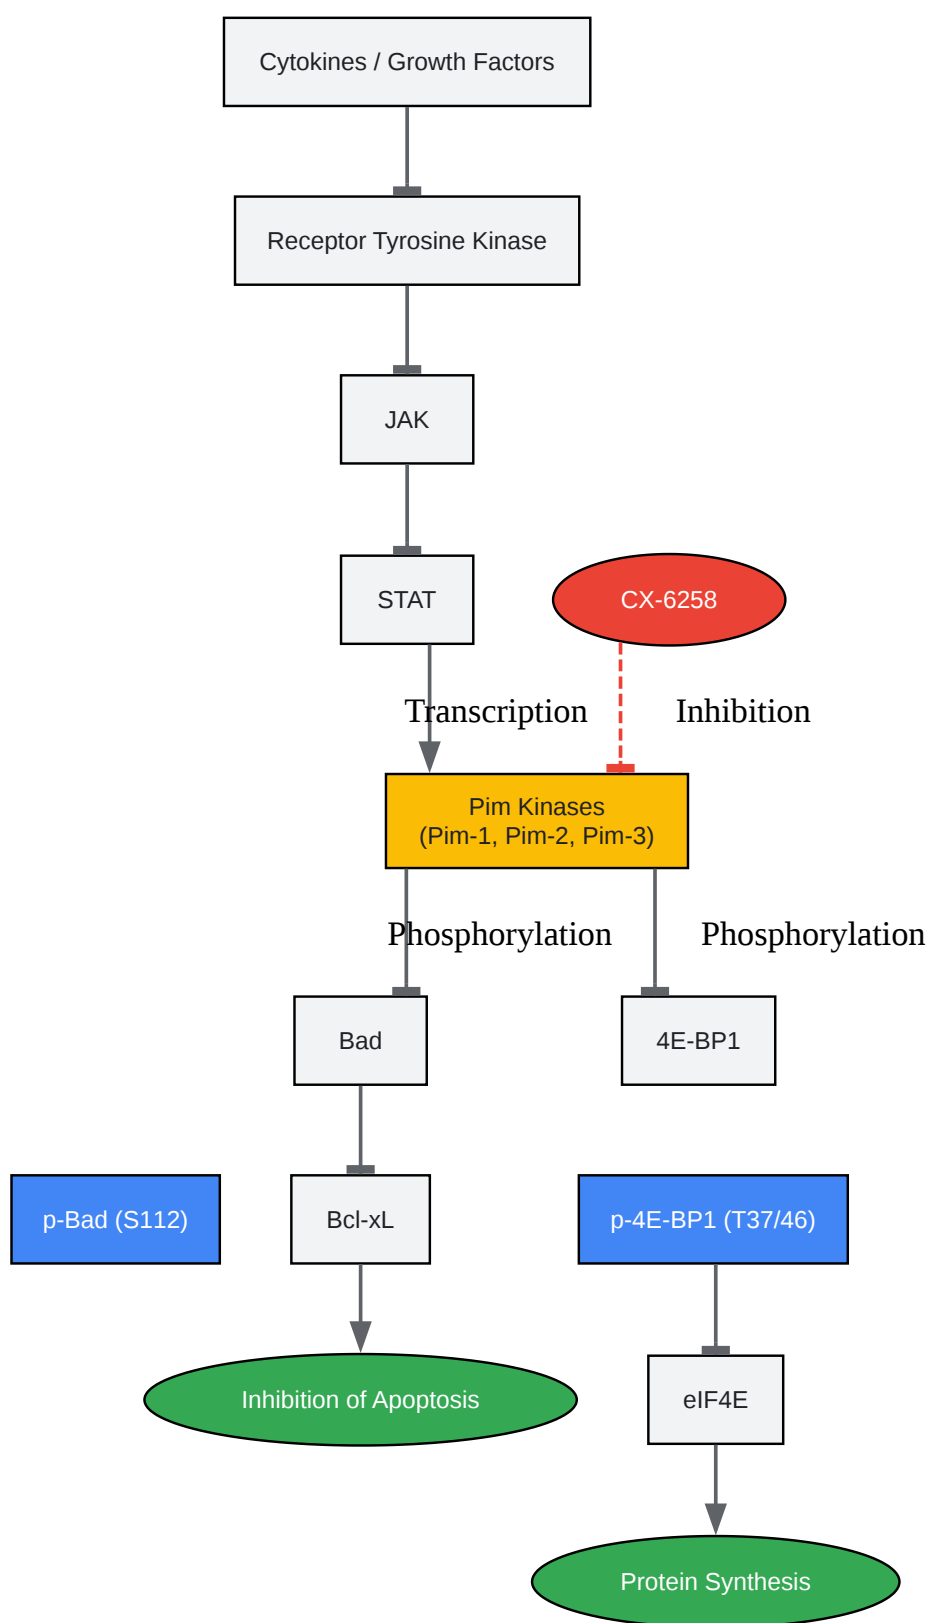 Cytokines / Growth Factors
Receptor Tyrosine Kinase
JAK
STAT
CX-6258
Transcription
Inhibition
Pim Kinases
(Pim-1, Pim-2, Pim-3)
Phosphorylation
Phosphorylation
Bad
4E-BP1
p-Bad (S112)
Bcl-xL
p-4E-BP1 (T37/46)
Inhibition of Apoptosis
eIF4E
Protein Synthesis